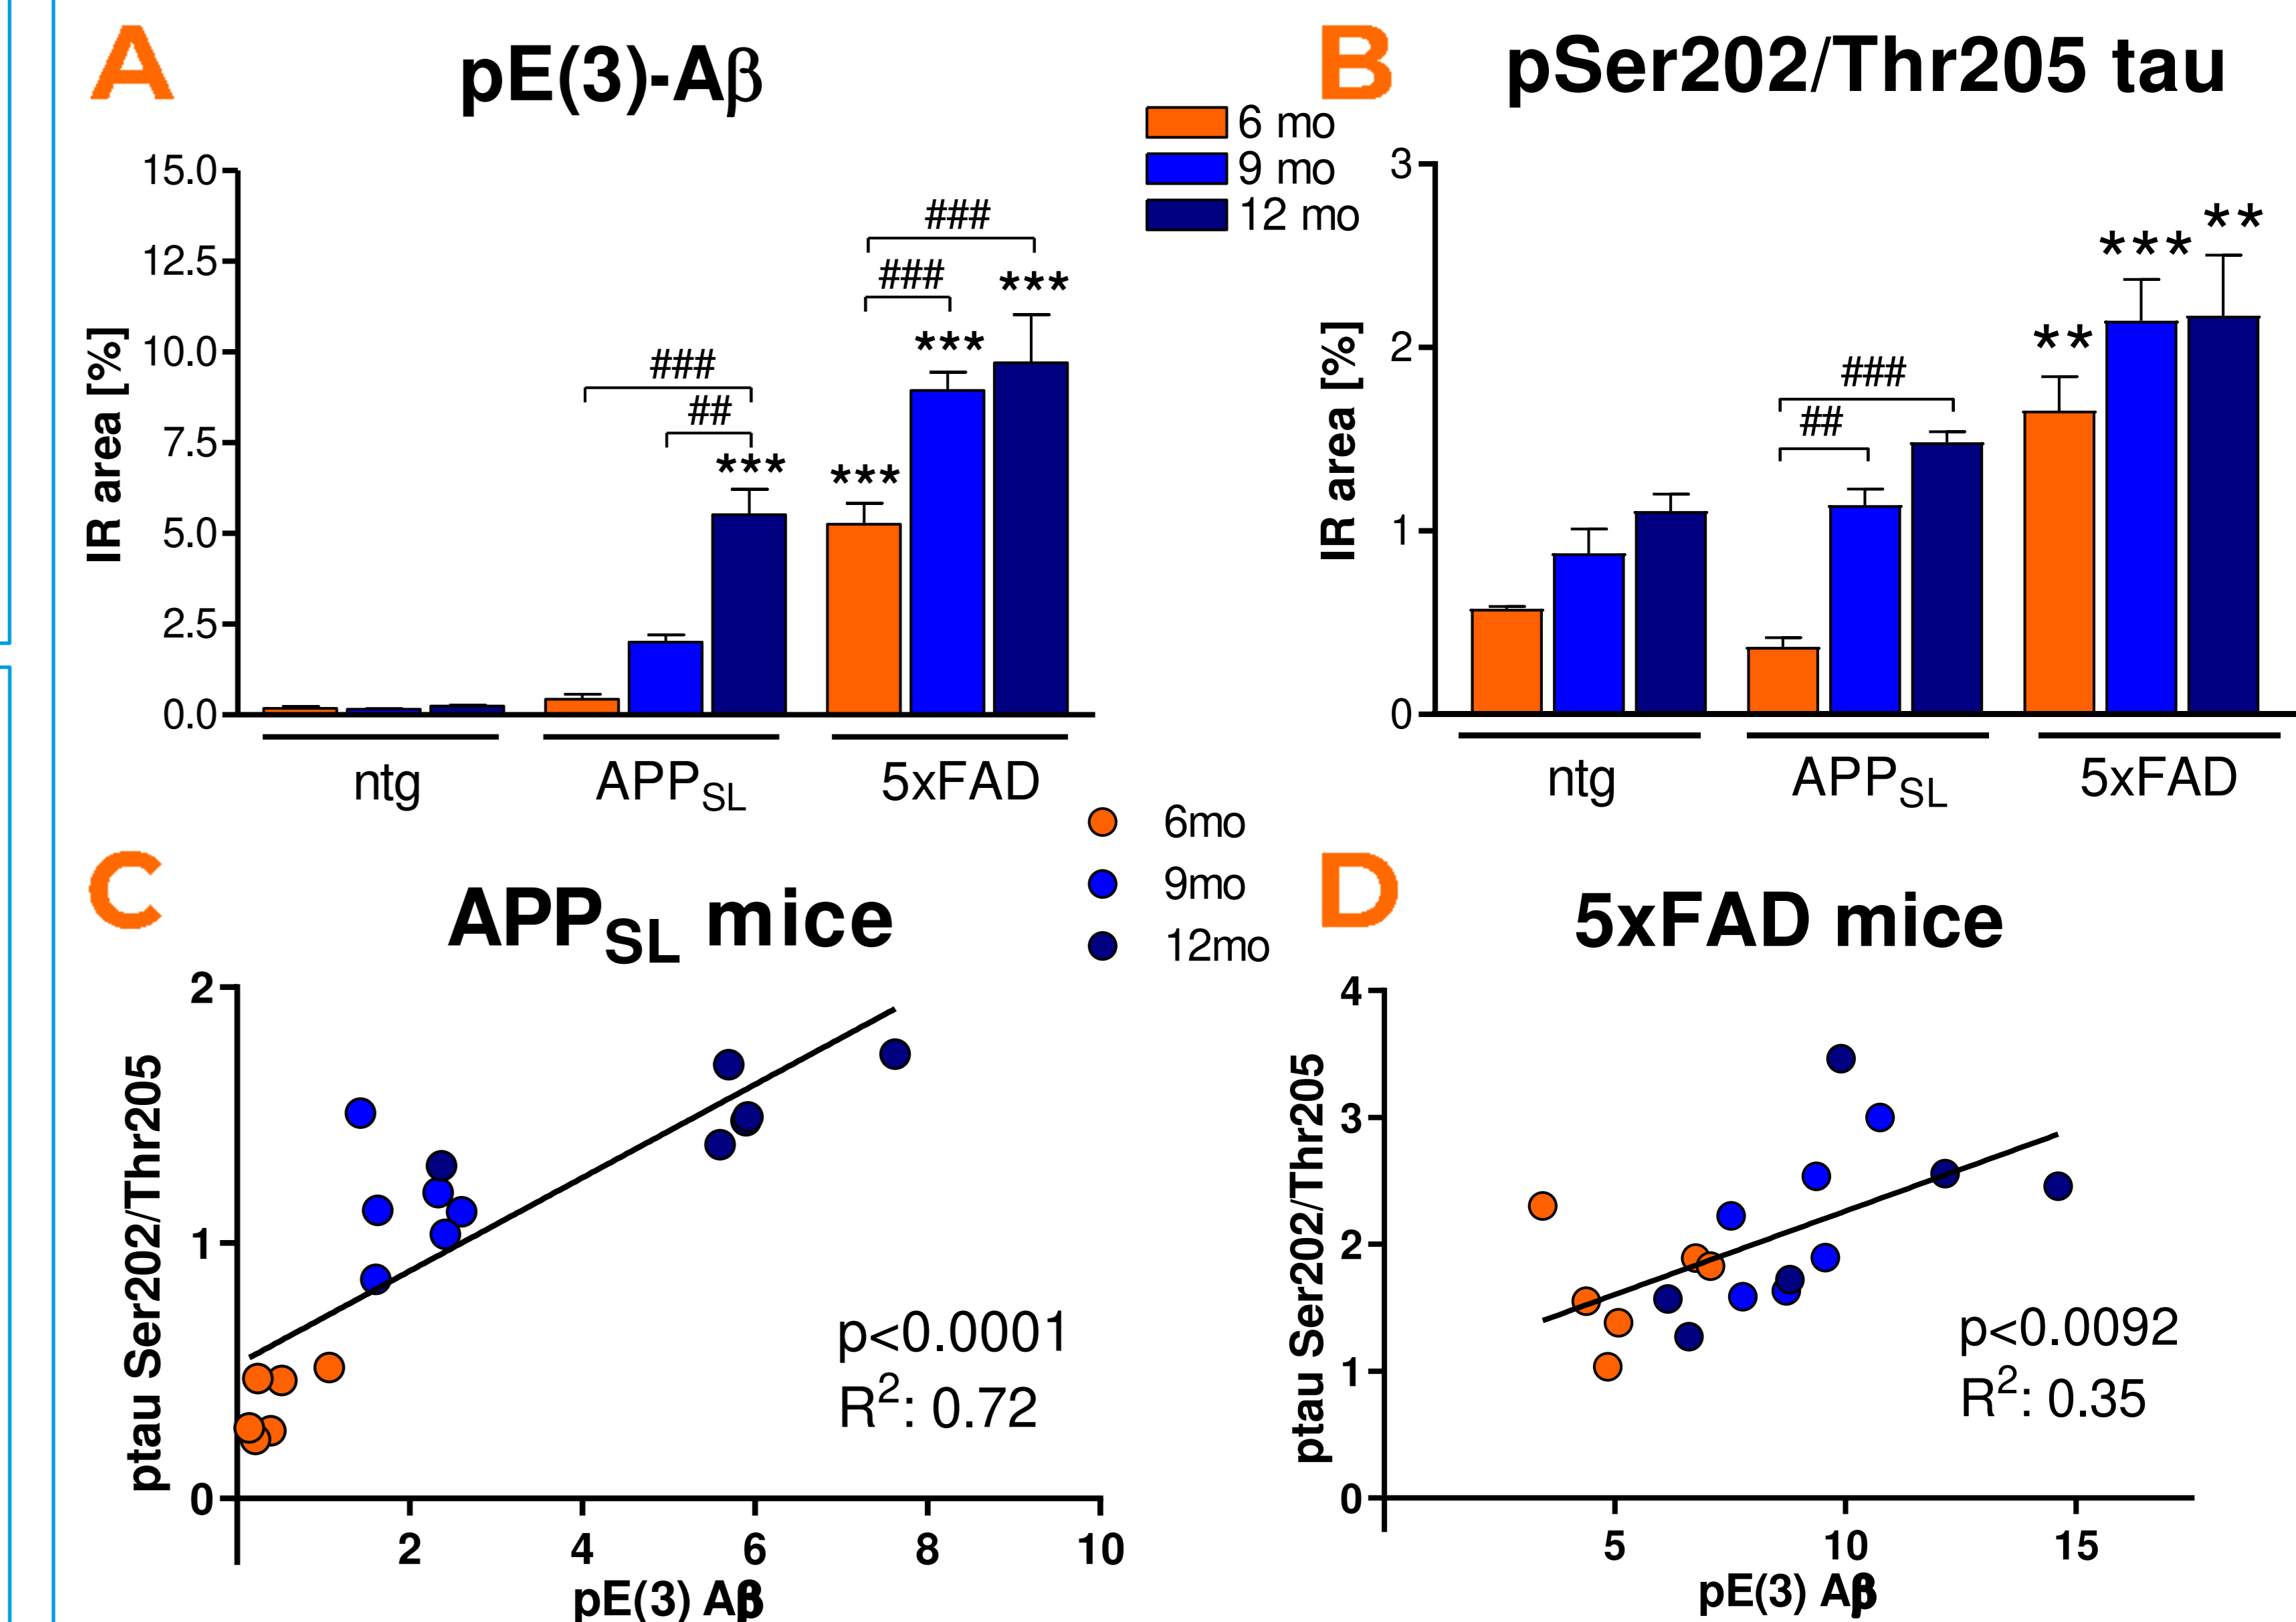 A
pE(3)-Aβ
6 mo
9 mo
12 mo
IR area [%]
15.0
12.5
10.0
7.5
5.0
2.5
0.0
###
##
***
***
###
###
***
***
ntg
APP_SL
5xFAD
B
pSer202/Thr205 tau
IR area [%]
3
2
1
0
###
##
**
***
**
ntg
APP_SL
5xFAD
6mo
9mo
12mo
C
APP_SL mice
ptau Ser202/Thr205
2
1
0
p<0.0001
R²: 0.72
2 4 6 8 10
pE(3) Aβ
D
5xFAD mice
ptau Ser202/Thr205
4
3
2
1
0
p<0.0092
R²: 0.35
5 10 15
pE(3) Aβ